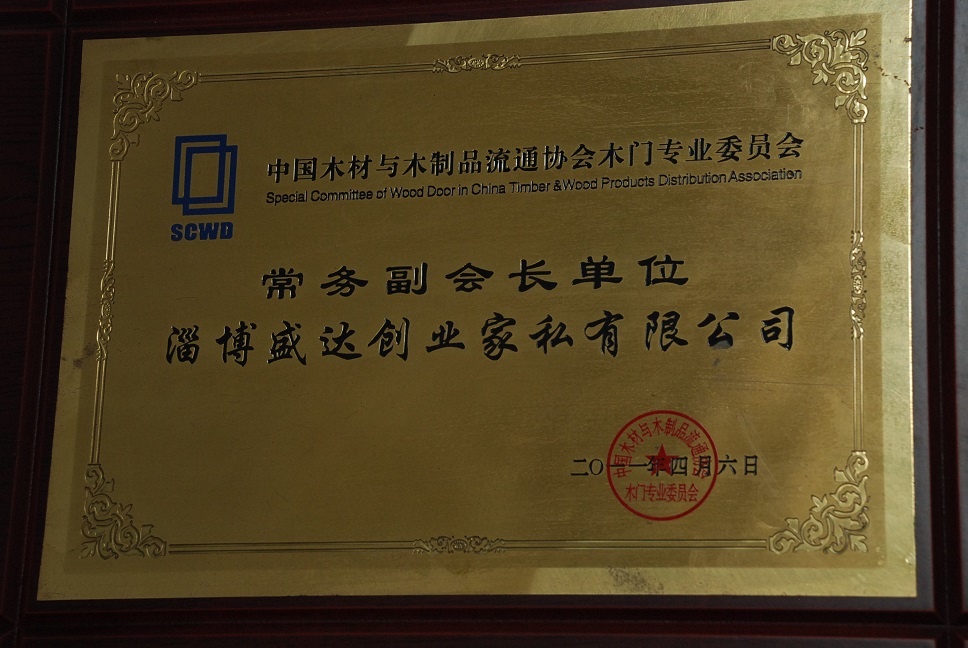 中国木材与木制品流通协会木门专业委员会
Special Committee of Wood Door in China Timber &Wood Products Distribution Association
SCWD
常务副会长单位
淄博盛达创业家私有限公司
二〇一一年四月六日
中国木材与木制品流通协会
木门专业委员会